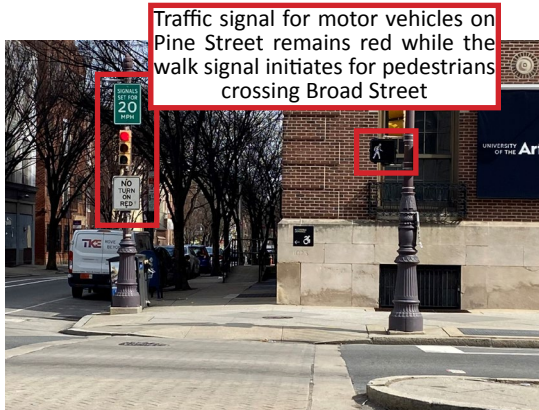 Traffic signal for motor vehicles on
Pine Street remains red while the
walk signal initiates for pedestrians
crossing Broad Street
SIGNALS
SET FOR
20
MPH
NO
TURN
ON
RED
UNIVERSITY
OF THE Art
TKE